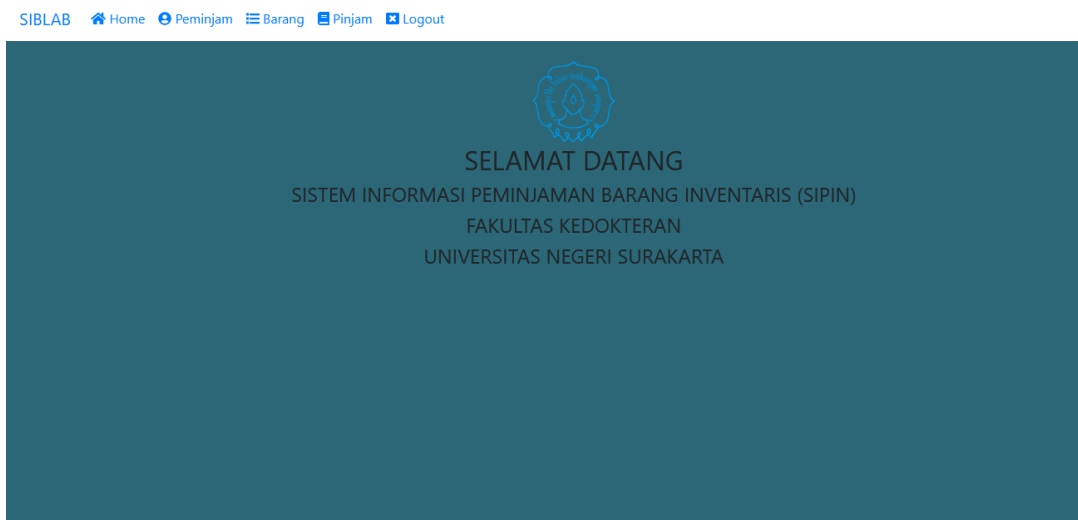 SIBLAB Home Peminjam Barang Pinjam Logout
SELAMAT DATANG
SISTEM INFORMASI PEMINJAMAN BARANG INVENTARIS (SIPIN)
FAKULTAS KEDOKTERAN
UNIVERSITAS NEGERI SURAKARTA